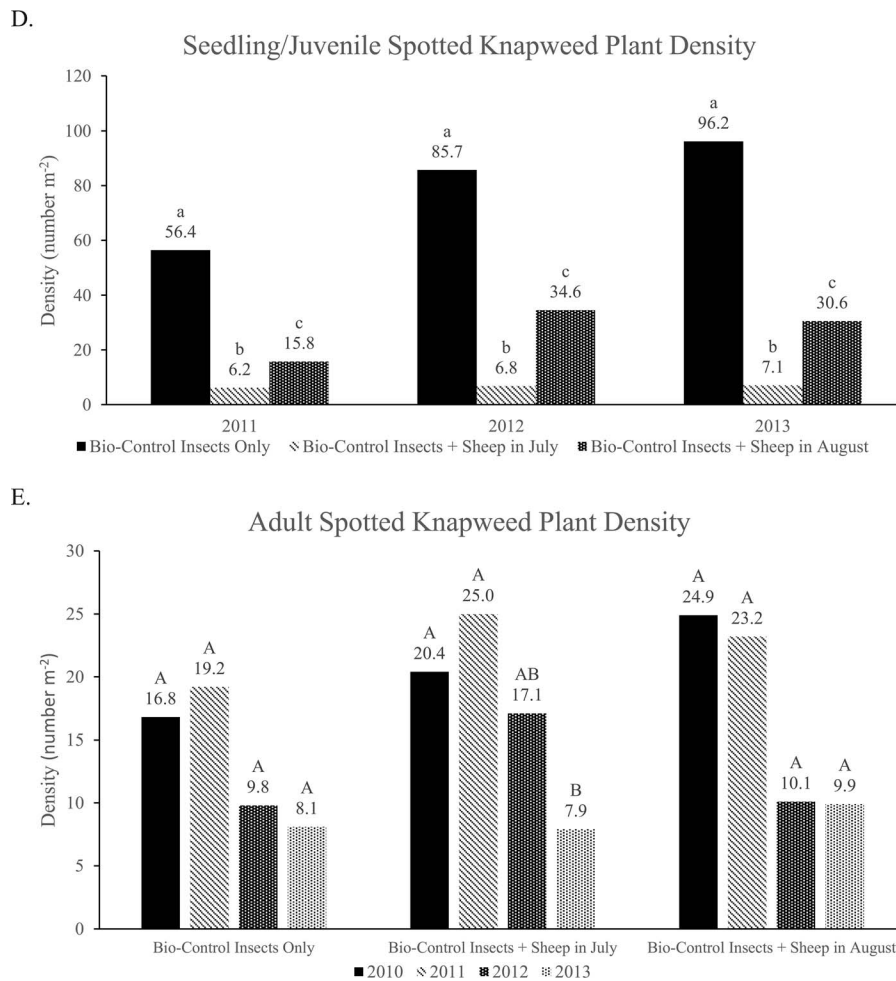 D.
Seedling/Juvenile Spotted Knapweed Plant Density
Density (number m⁻²)
120
100
80
60
40
20
0
a
56.4
b
6.2
c
15.8
a
85.7
b
6.8
c
34.6
a
96.2
b
7.1
c
30.6
2011 2012 2013
Bio-Control Insects Only Bio-Control Insects + Sheep in July Bio-Control Insects + Sheep in August
E.
Adult Spotted Knapweed Plant Density
Density (number m⁻²)
30
25
20
15
10
5
0
A
16.8
A
19.2
A
9.8
A
8.1
A
20.4
A
25.0
AB
17.1
B
7.9
A
24.9
A
23.2
A
10.1
A
9.9
Bio-Control Insects Only Bio-Control Insects + Sheep in July Bio-Control Insects + Sheep in August
2010 2011 2012 2013